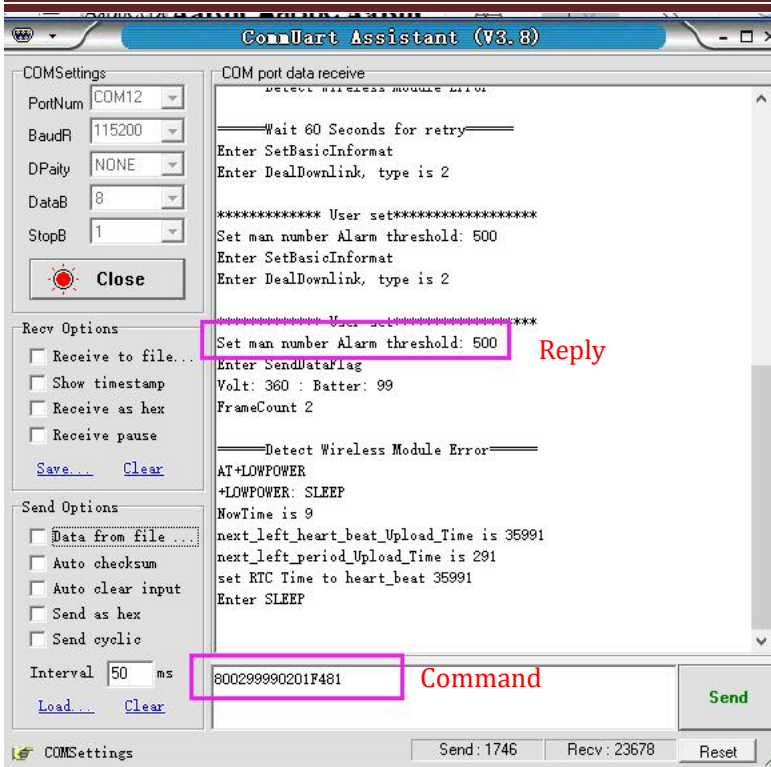 CommUart Assistant (V3.8)
COMSettings
PortNum COM12
BaudR 115200
DPaity NONE
DataB 8
StopB 1
Close
Recv Options
Receive to file...
Show timestamp
Receive as hex
Receive pause
Save... Clear
Send Options
Data from file ...
Auto checksum
Auto clear input
Send as hex
Send cyclic
Interval 50 ms
Load... Clear
COM port data receive
Detect Wireless Module Error
═════Wait 60 Seconds for retry═════
Enter SetBasicInformat
Enter DealDownlink, type is 2
************* User set******************
Set man number Alarm threshold: 500
Enter SetBasicInformat
Enter DealDownlink, type is 2
************* User set******************
Set man number Alarm threshold: 500
Reply
Enter SendDataFlag
Volt: 360 : Batter: 99
FrameCount 2
═════Detect Wireless Module Error═════
AT+LOWPOWER
+LOWPOWER: SLEEP
NowTime is 9
next_left_heart_beat_Upload_Time is 35991
next_left_period_Upload_Time is 291
set RTC Time to heart_beat 35991
Enter SLEEP
800299990201F481
Command
Send
COMSettings
Send : 1746
Recv : 23678
Reset